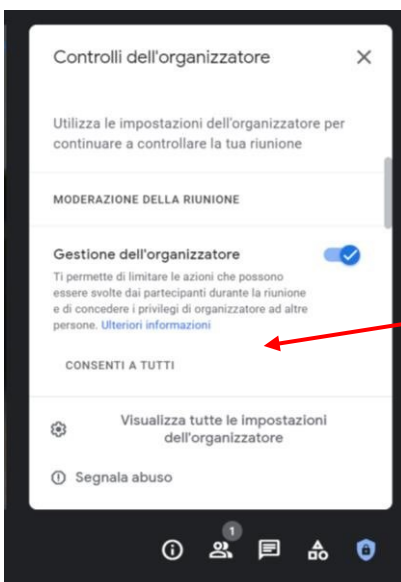 Controlli dell'organizzatore
Utilizza le impostazioni dell'organizzatore per
continuare a controllare la tua riunione
MODERAZIONE DELLA RIUNIONE
Gestione dell'organizzatore
Ti permette di limitare le azioni che possono
essere svolte dai partecipanti durante la riunione
e di concedere i privilegi di organizzatore ad altre
persone. Ulteriori informazioni
CONSENTI A TUTTI
Visualizza tutte le impostazioni
dell'organizzatore
Segnala abuso
1